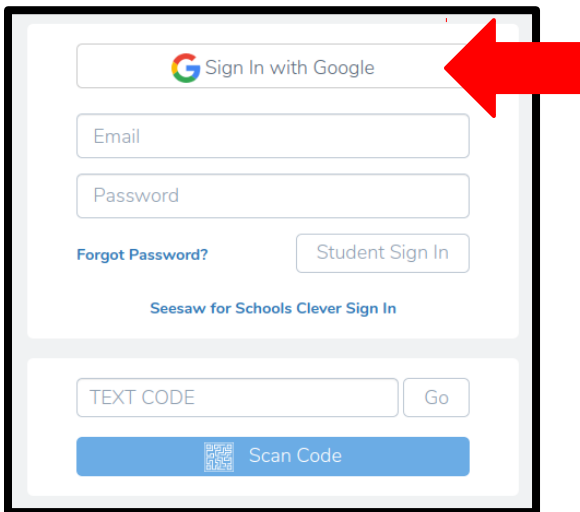 Sign In with Google
Email
Password
Forgot Password?
Student Sign In
Seesaw for Schools Clever Sign In
TEXT CODE
Go
Scan Code